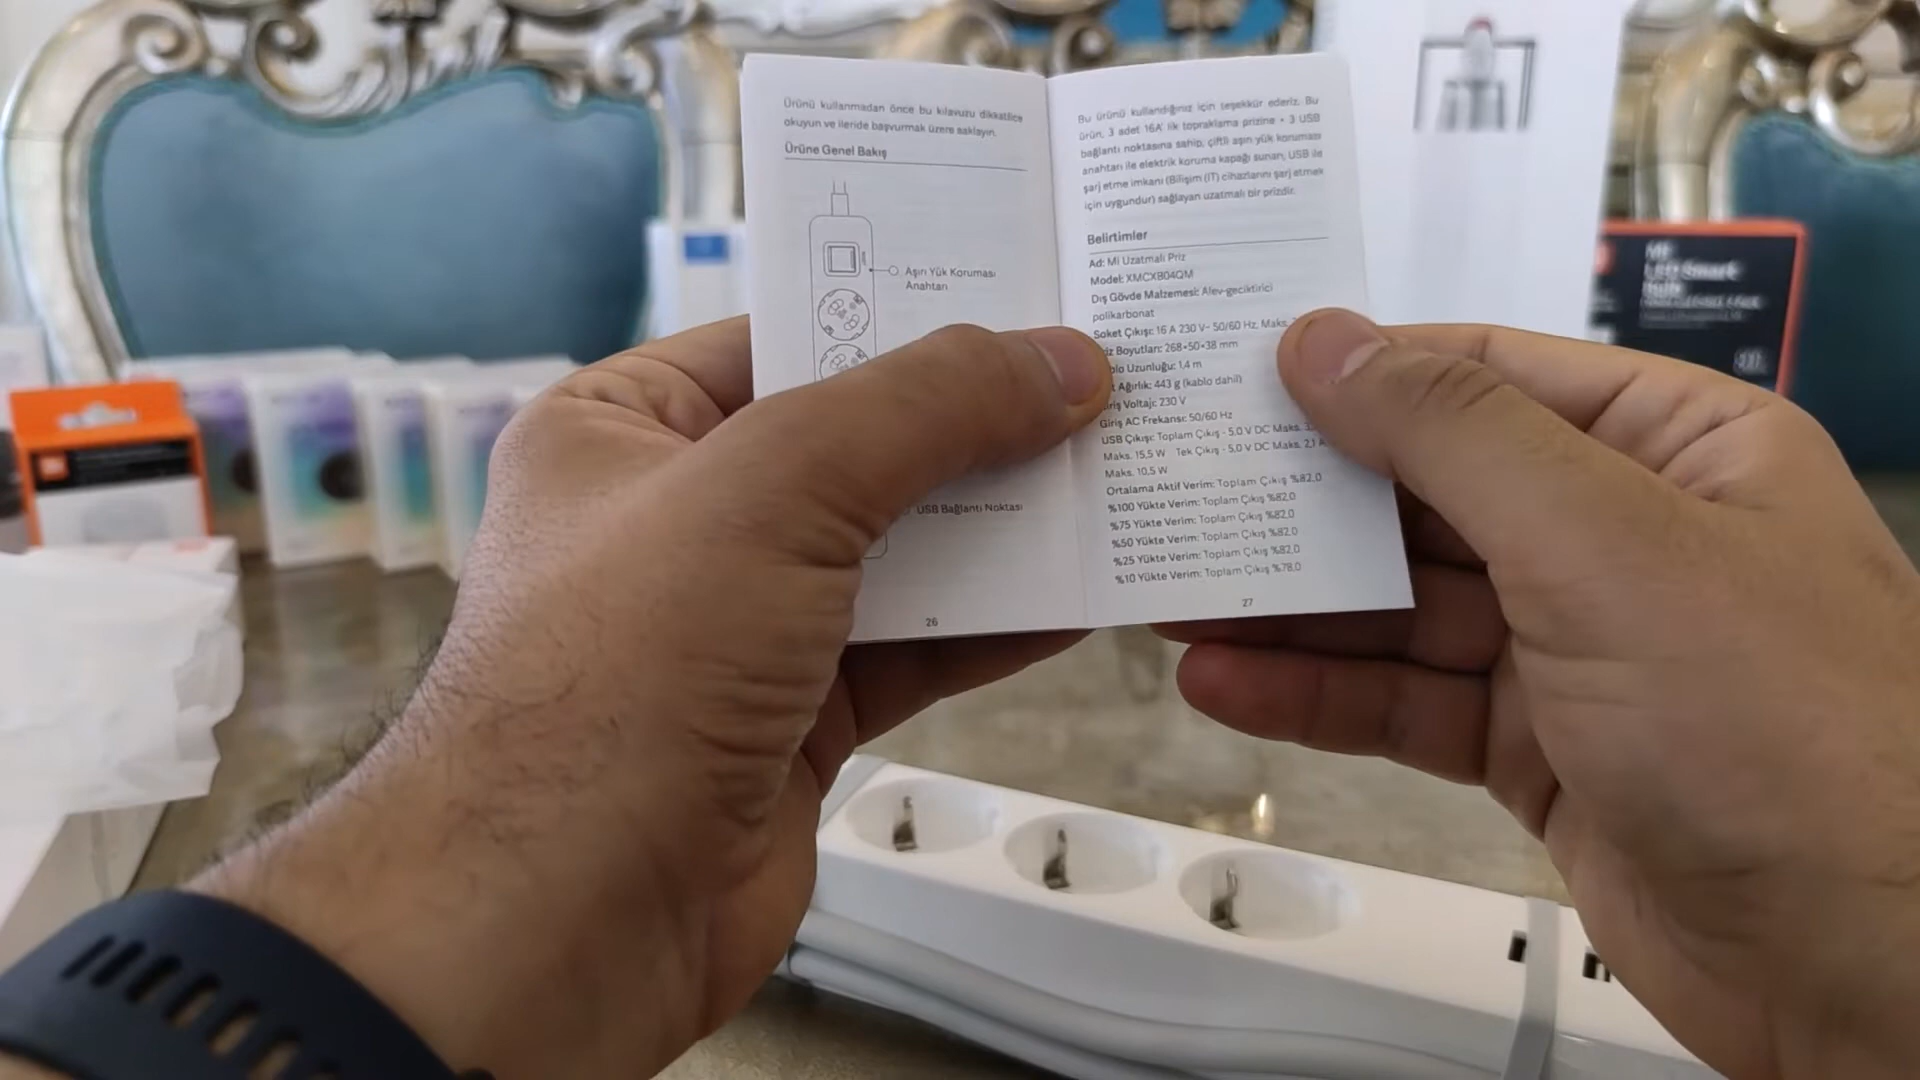 Ürünü kullanmadan önce bu kılavuzu dikkatlice
okuyun ve ileride başvurmak üzere saklayın.
Ürüne Genel Bakış
Aşırı Yük Koruması
Anahtarı
USB Bağlantı Noktası
26
Bu ürünü kullandığınız için teşekkür ederiz. Bu
ürün, 3 adet 16A' lik topraklama prizine + 3 USB
bağlantı noktasına sahip, çiftli aşırı yük koruması
anahtarı ile elektrik koruma kapağı sunan, USB ile
şarj etme imkanı (Bilişim (IT) cihazlarını şarj etmek
için uygundur) sağlayan uzatmalı bir prizdir.
Belirtimler
Ad: Mi Uzatmalı Priz
Model: XMCXB04QM
Dış Gövde Malzemesi: Alev-geciktirici
polikarbonat
Soket Çıkışı: 16 A 230 V~ 50/60 Hz, Maks.
Boyutları: 268×50×38 mm
Uzunluğu: 1,4 m
Ağırlık: 443 g (kablo dahil)
Voltajı: 230 V
Giriş AC Frekansı: 50/60 Hz
USB Çıkışı: Toplam Çıkış - 5,0 V DC Maks.
Maks. 15,5 W Tek Çıkış - 5,0 V DC Maks. 2,1 A
Maks. 10,5 W
Ortalama Aktif Verim: Toplam Çıkış %82,0
%100 Yükte Verim: Toplam Çıkış %82,0
%75 Yükte Verim: Toplam Çıkış %82,0
%50 Yükte Verim: Toplam Çıkış %82,0
%25 Yükte Verim: Toplam Çıkış %82,0
%10 Yükte Verim: Toplam Çıkış %78,0
27
Mi
LED Smart
Bulb